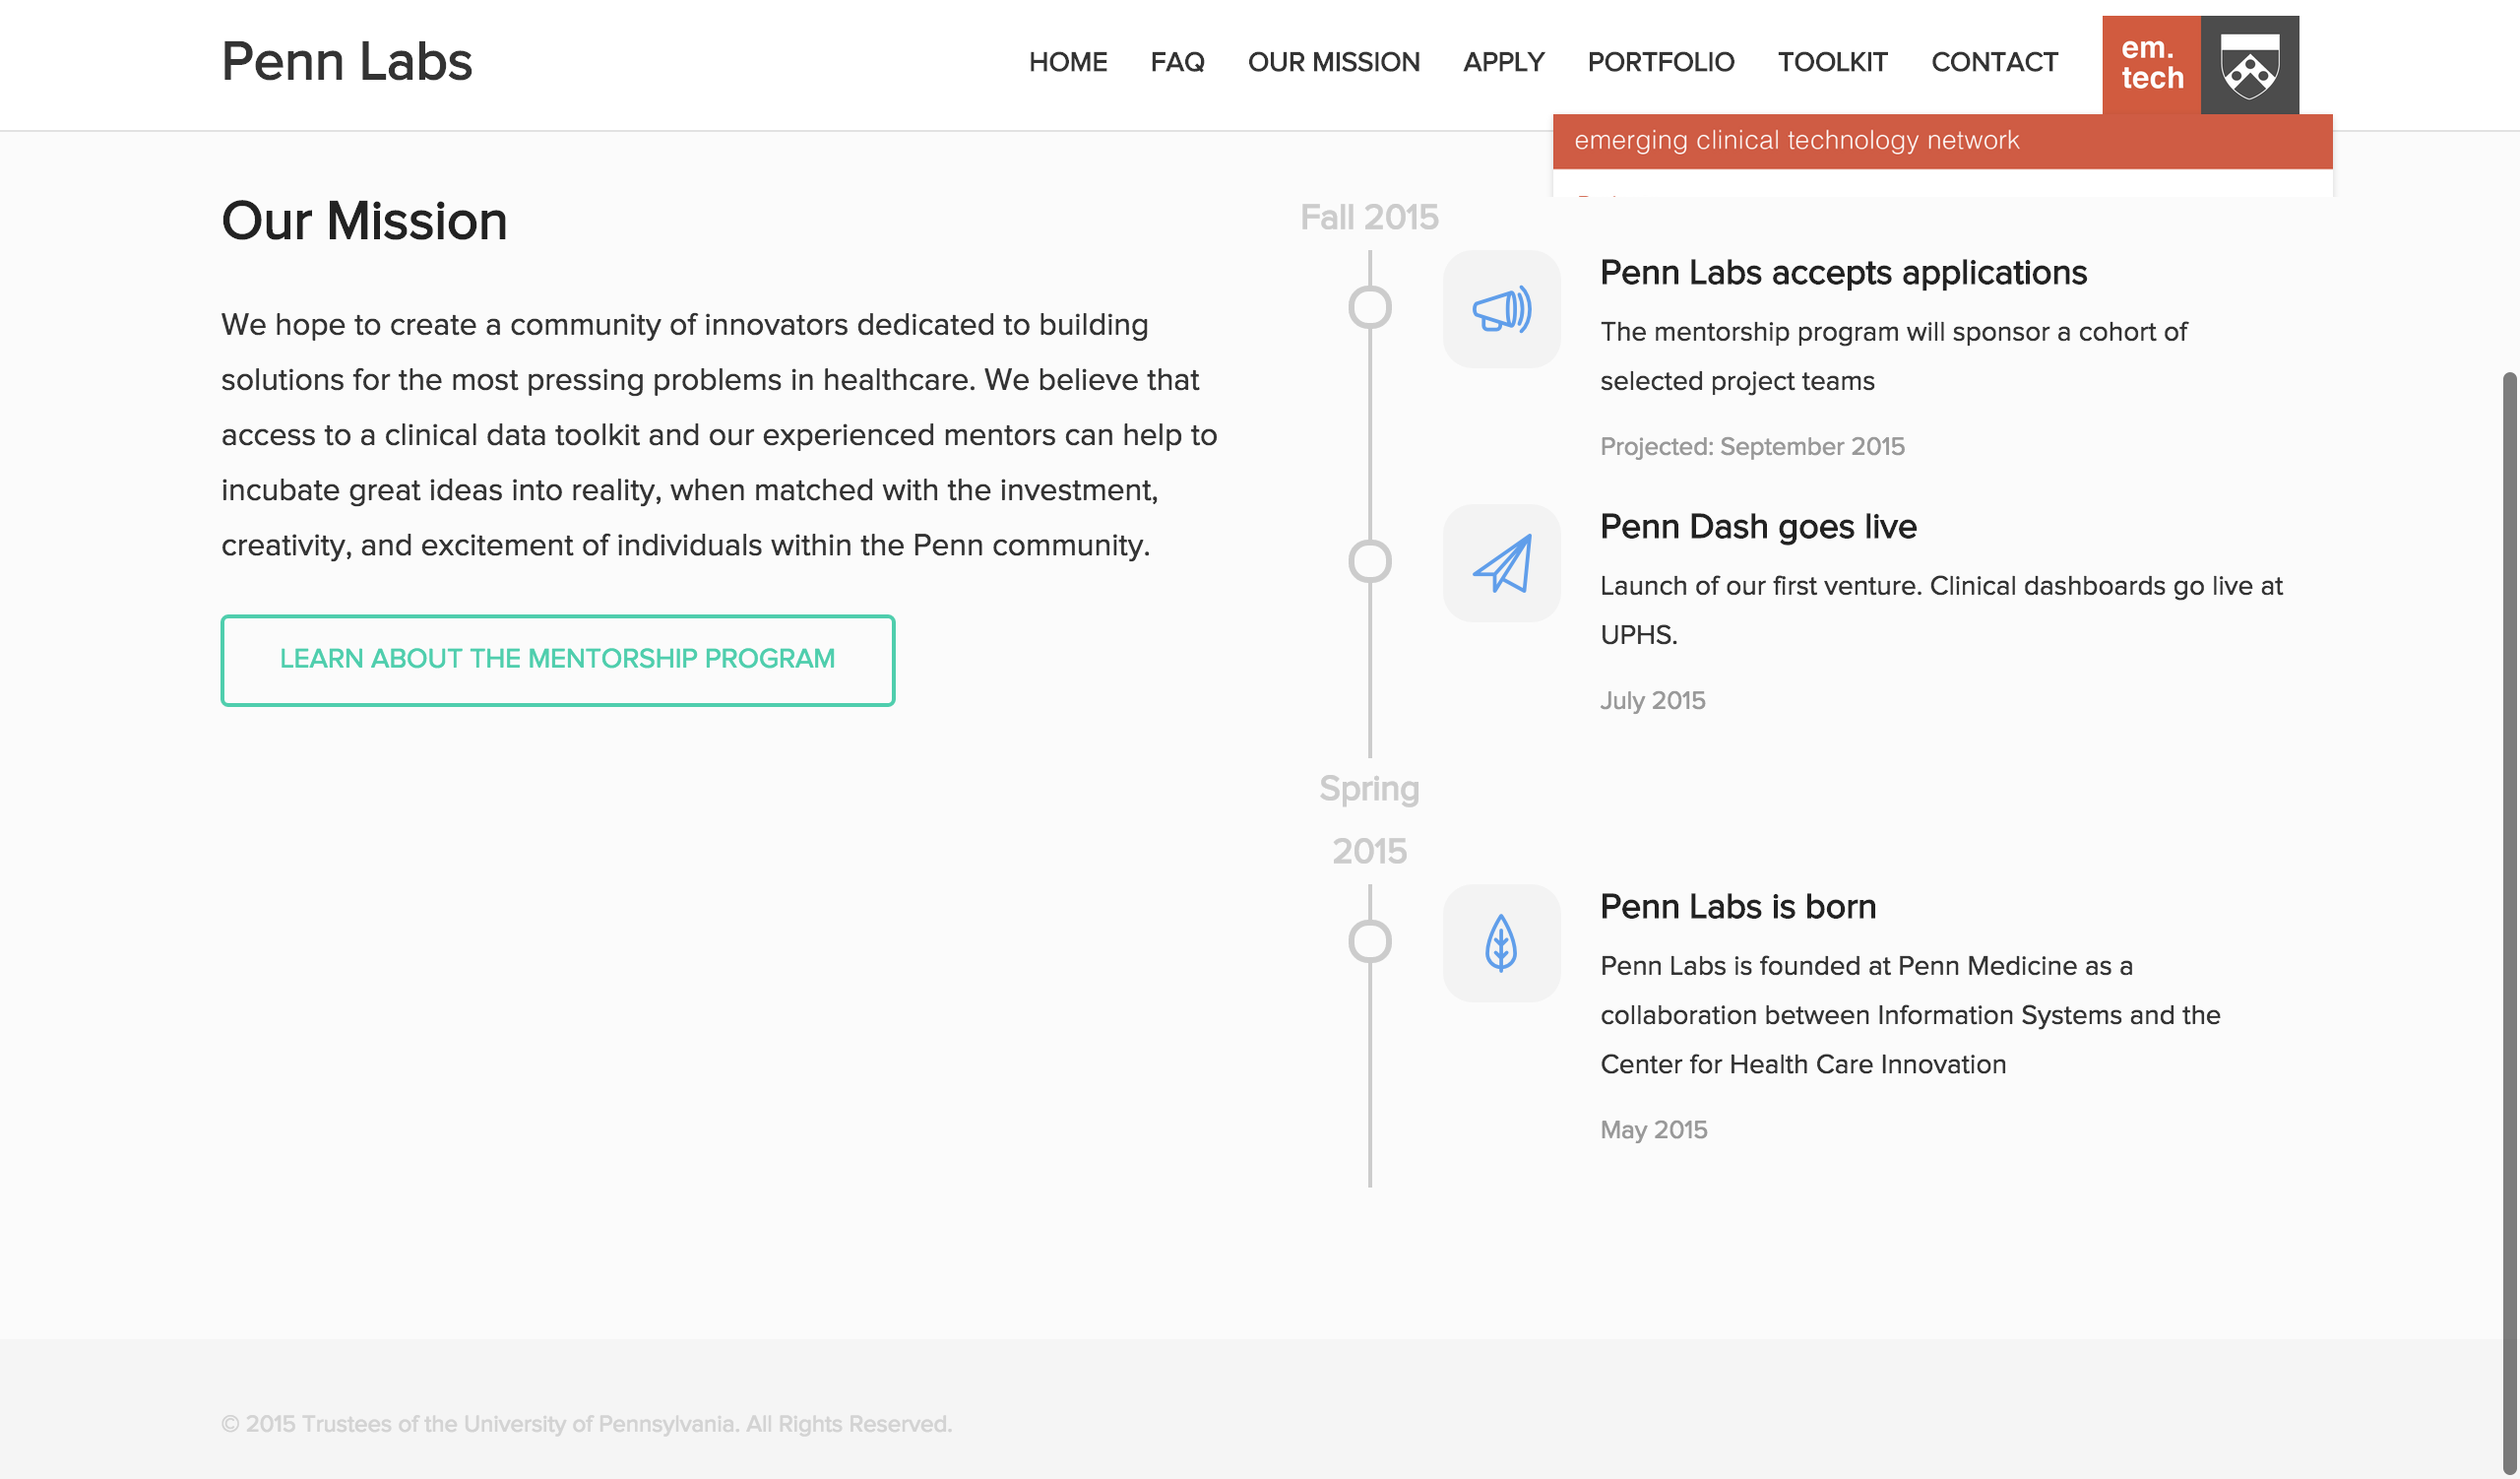 Penn Labs
HOME FAQ OUR MISSION APPLY PORTFOLIO TOOLKIT CONTACT
em.
tech
emerging clinical technology network
Our Mission
We hope to create a community of innovators dedicated to building
solutions for the most pressing problems in healthcare. We believe that
access to a clinical data toolkit and our experienced mentors can help to
incubate great ideas into reality, when matched with the investment,
creativity, and excitement of individuals within the Penn community.
LEARN ABOUT THE MENTORSHIP PROGRAM
Fall 2015
Penn Labs accepts applications
The mentorship program will sponsor a cohort of
selected project teams
Projected: September 2015
Penn Dash goes live
Launch of our first venture. Clinical dashboards go live at
UPHS.
July 2015
Spring
2015
Penn Labs is born
Penn Labs is founded at Penn Medicine as a
collaboration between Information Systems and the
Center for Health Care Innovation
May 2015
© 2015 Trustees of the University of Pennsylvania. All Rights Reserved.